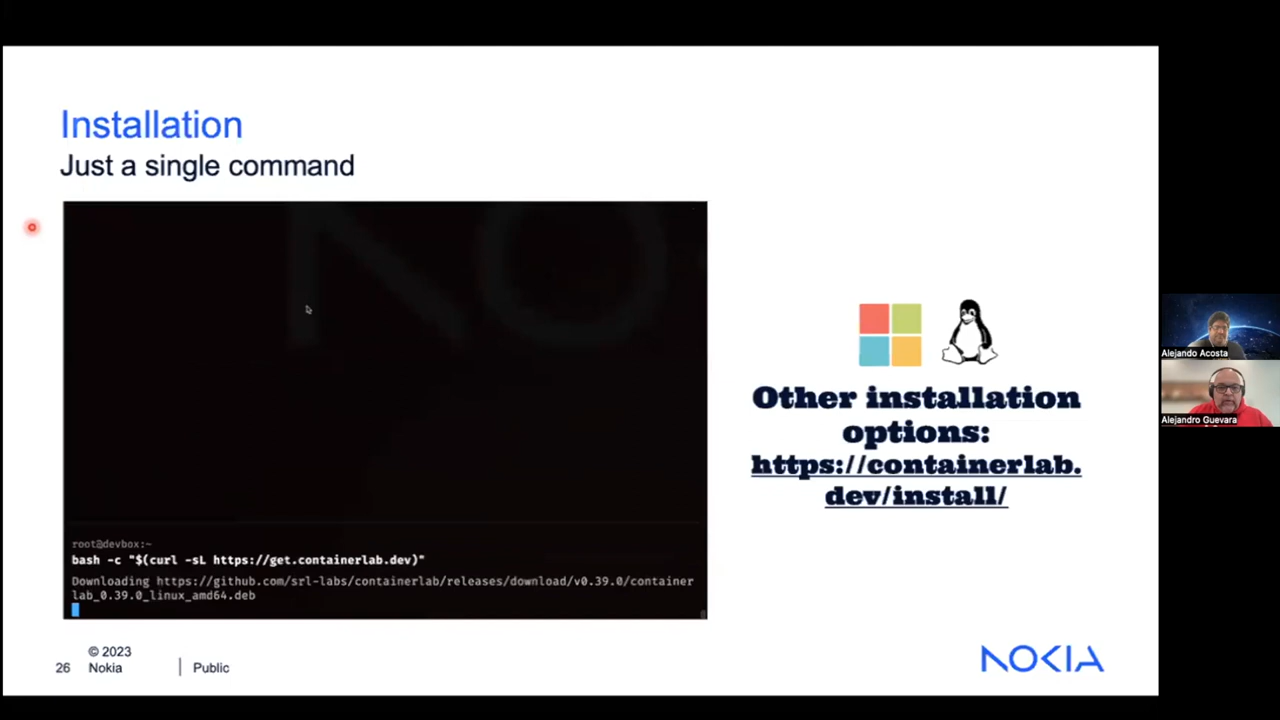 Installation
Just a single command
root@devbox:~
bash -c "$(curl -sL https://get.containerlab.dev)"
Downloading https://github.com/srl-labs/containerlab/releases/download/v0.39.0/container
lab_0.39.0_linux_amd64.deb
Other installation
options:
https://containerlab.
dev/install/
Alejando Acosta
Alejandro Guevara
© 2023
26 Nokia
Public
NOKIA